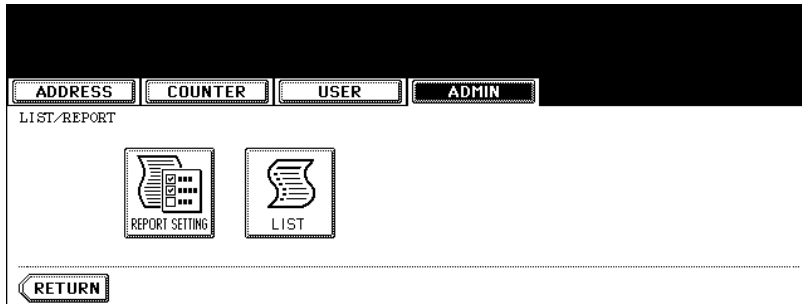 ADDRESS COUNTER USER ADMIN
LIST/REPORT
REPORT SETTING LIST
RETURN